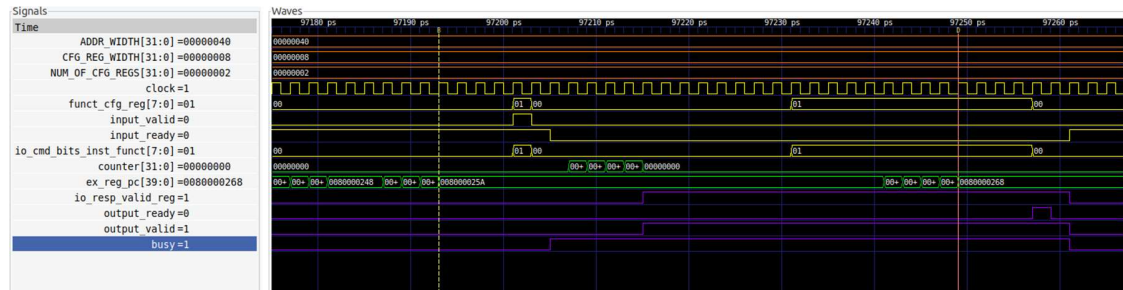 Signals
Waves
Time
97180 ps 97190 ps 97200 ps 97210 ps 97220 ps 97230 ps 97240 ps 97250 ps 97260 ps
ADDR_WIDTH[31:0] =00000040
00000040
CFG_REG_WIDTH[31:0] =00000008
00000008
NUM_OF_CFG_REGS[31:0] =00000002
00000002
clock =1
funct_cfg_reg[7:0] =01
00 01 00 01 00
input_valid =0
input_ready =0
io_cmd_bits_inst_funct[7:0] =01
00 01 00 01 00
counter[31:0] =00000000
00000000 00+ 00+ 00+ 00+ 00000000
ex_reg_pc[39:0] =0080000268
00+ 00+ 00+ 0080000248 00+ 00+ 00+ 008000025A 00+ 00+ 00+ 00+ 0080000268
io_resp_valid_reg =1
output_ready =0
output_valid =1
busy =1